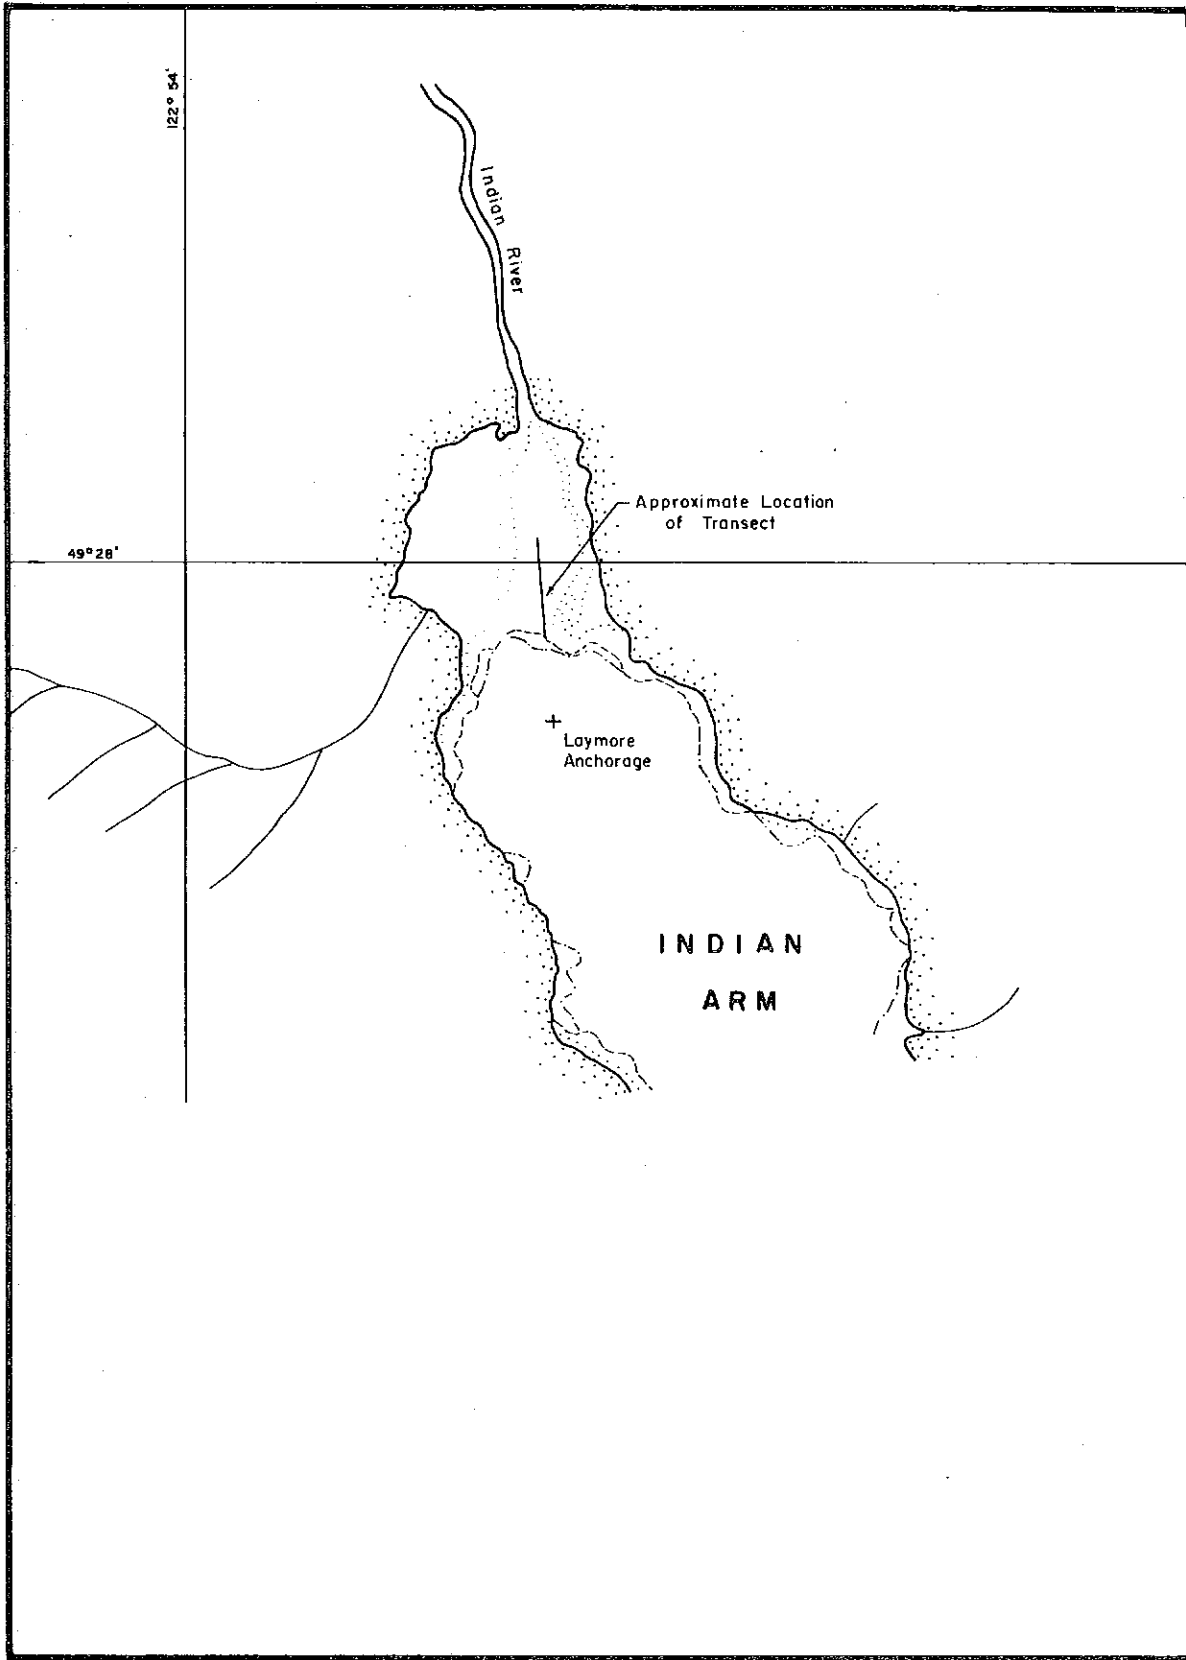 122° 54'
Indian River
Approximate Location
of Transect
49° 28'
Laymore
Anchorage
INDIAN
ARM